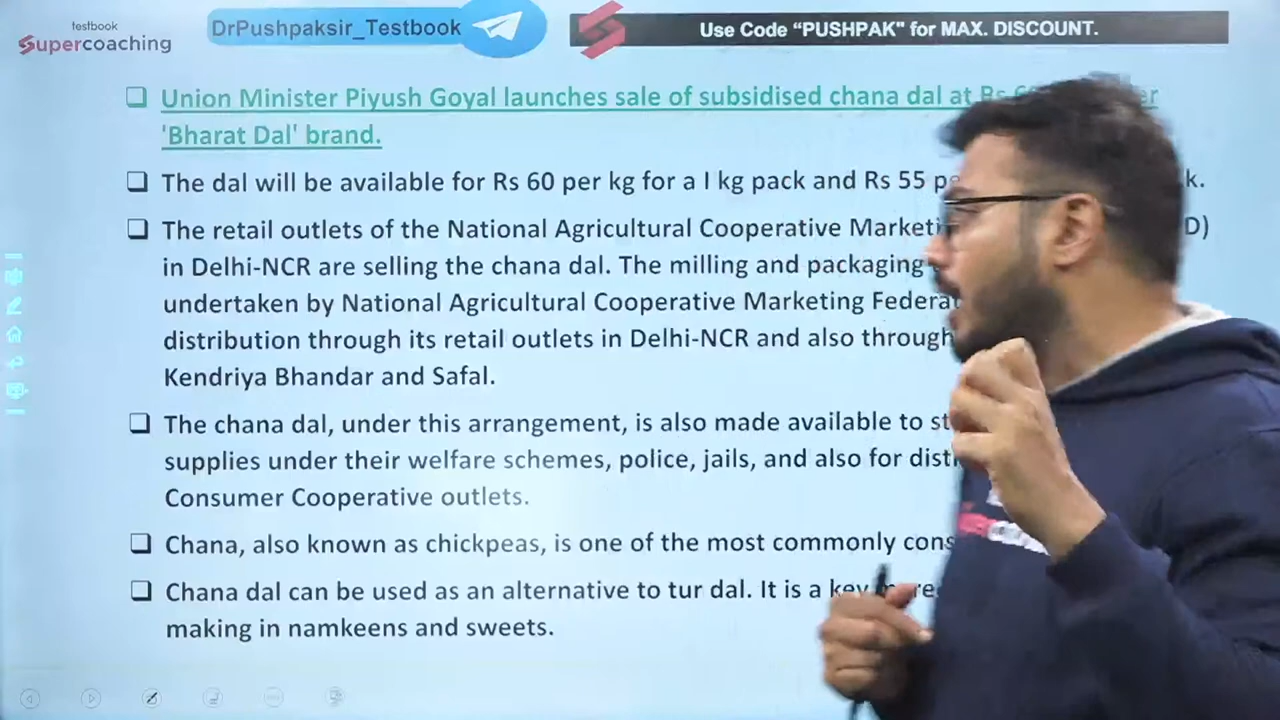 testbook
Supercoaching
DrPushpaksir_Testbook
Use Code “PUSHPAK" for MAX. DISCOUNT.
Union Minister Piyush Goyal launches sale of subsidised chana dal at Rs
'Bharat Dal' brand.
The dal will be available for Rs 60 per kg for a I kg pack and Rs 55 k.
The retail outlets of the National Agricultural Cooperative D)
in Delhi-NCR are selling the chana dal. The milling and packaging
undertaken by National Agricultural Cooperative Marketing
distribution through its retail outlets in Delhi-NCR and also through
Kendriya Bhandar and Safal.
The chana dal, under this arrangement, is also made available to
supplies under their welfare schemes, police, jails, and also for
Consumer Cooperative outlets.
Chana, also known as chickpeas, is one of the most commonly
Chana dal can be used as an alternative to tur dal. It is a key
making in namkeens and sweets.